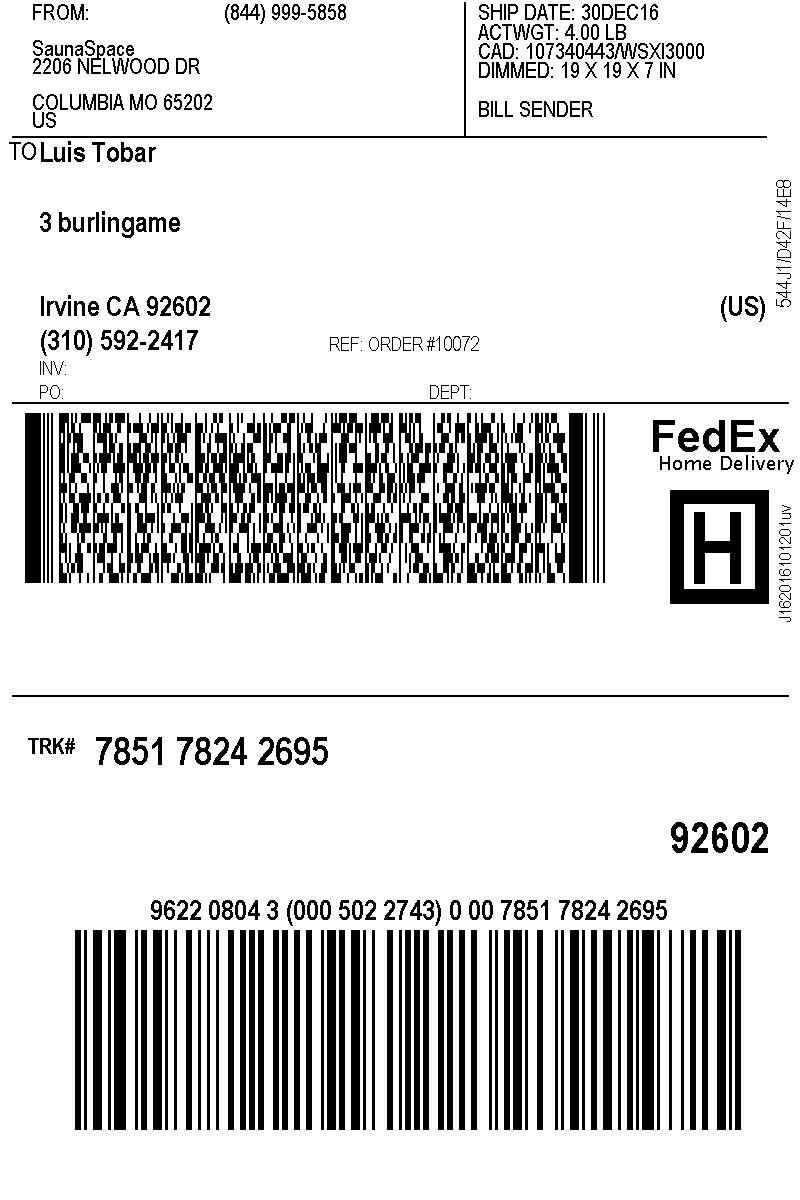 FROM: (844) 999-5858
SaunaSpace
2206 NELWOOD DR
COLUMBIA MO 65202
US
SHIP DATE: 30DEC16
ACTWGT: 4.00 LB
CAD: 107340443/WSXI3000
DIMMED: 19 X 19 X 7 IN
BILL SENDER
TO Luis Tobar
3 burlingame
Irvine CA 92602 (US)
(310) 592-2417 REF: ORDER #10072
INV:
PO: DEPT:
544J1/D42F/14E8
FedEx
Home Delivery
H
J162016101201uv
TRK# 7851 7824 2695
92602
9622 0804 3 (000 502 2743) 0 00 7851 7824 2695